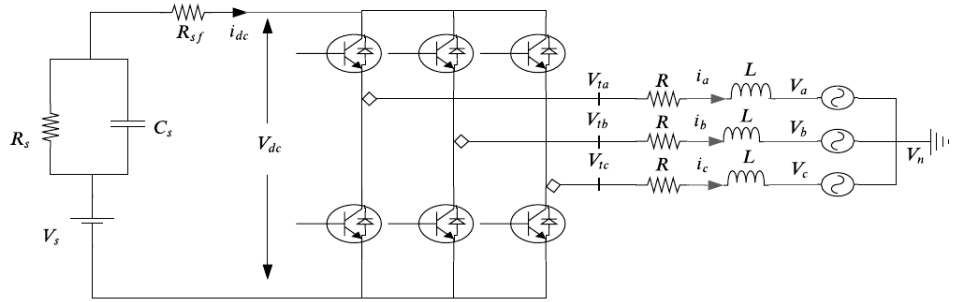 R_sf
i_dc
R_s
C_s
V_s
V_dc
V_ta R i_a L V_a
V_tb R i_b L V_b
V_tc R i_c L V_c
V_n